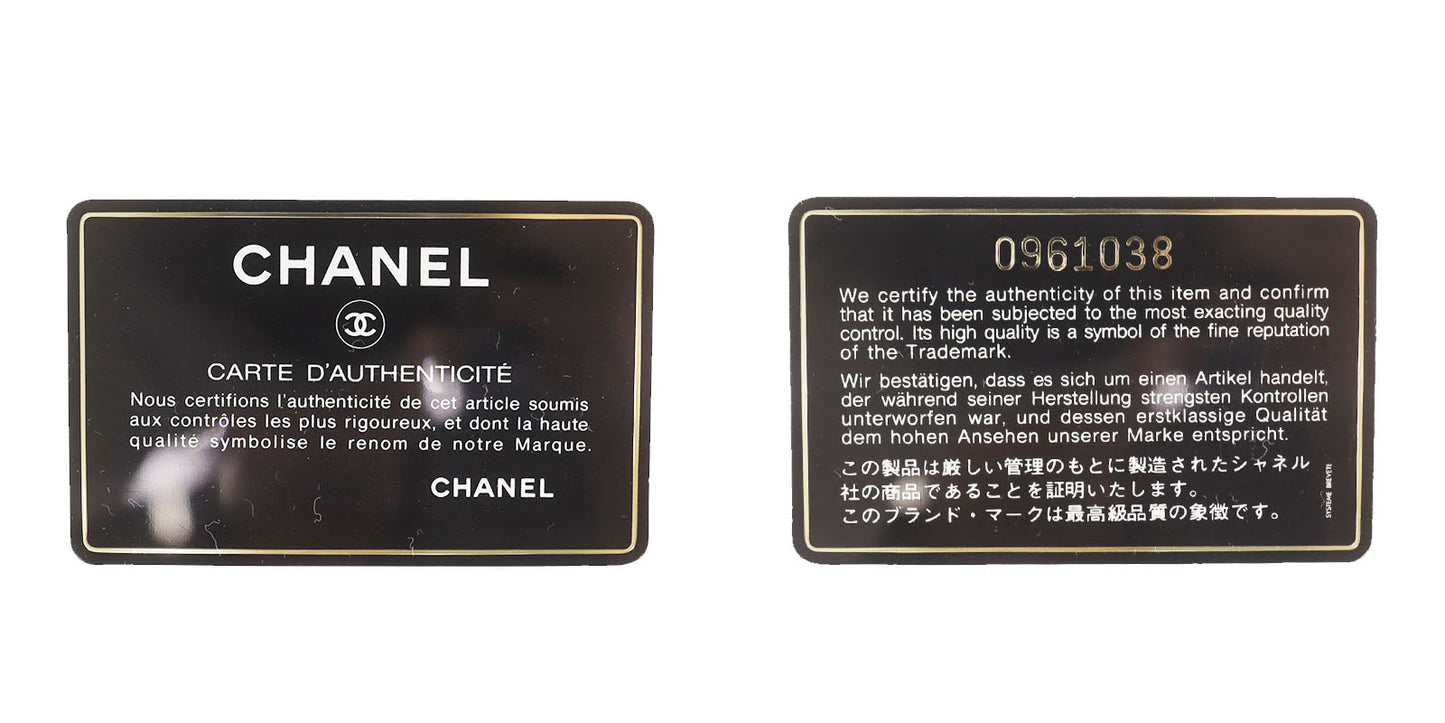 CHANEL
CARTE D'AUTHENTICITÉ
Nous certifions l'authenticité de cet article soumis
aux contrôles les plus rigoureux, et dont la haute
qualité symbolise le renom de notre Marque.
CHANEL
0961038
We certify the authenticity of this item and confirm
that it has been subjected to the most exacting quality
control. Its high quality is a symbol of the fine reputation
of the Trademark.
Wir bestätigen, dass es sich um einen Artikel handelt,
der während seiner Herstellung strengsten Kontrollen
unterworfen war, und dessen erstklassige Qualität
dem hohen Ansehen unserer Marke entspricht.
この製品は厳しい管理のもとに製造されたシャネル
社の商品であることを証明いたします。
このブランド・マークは最高級品質の象徴です。
SYSTEME BREVETE